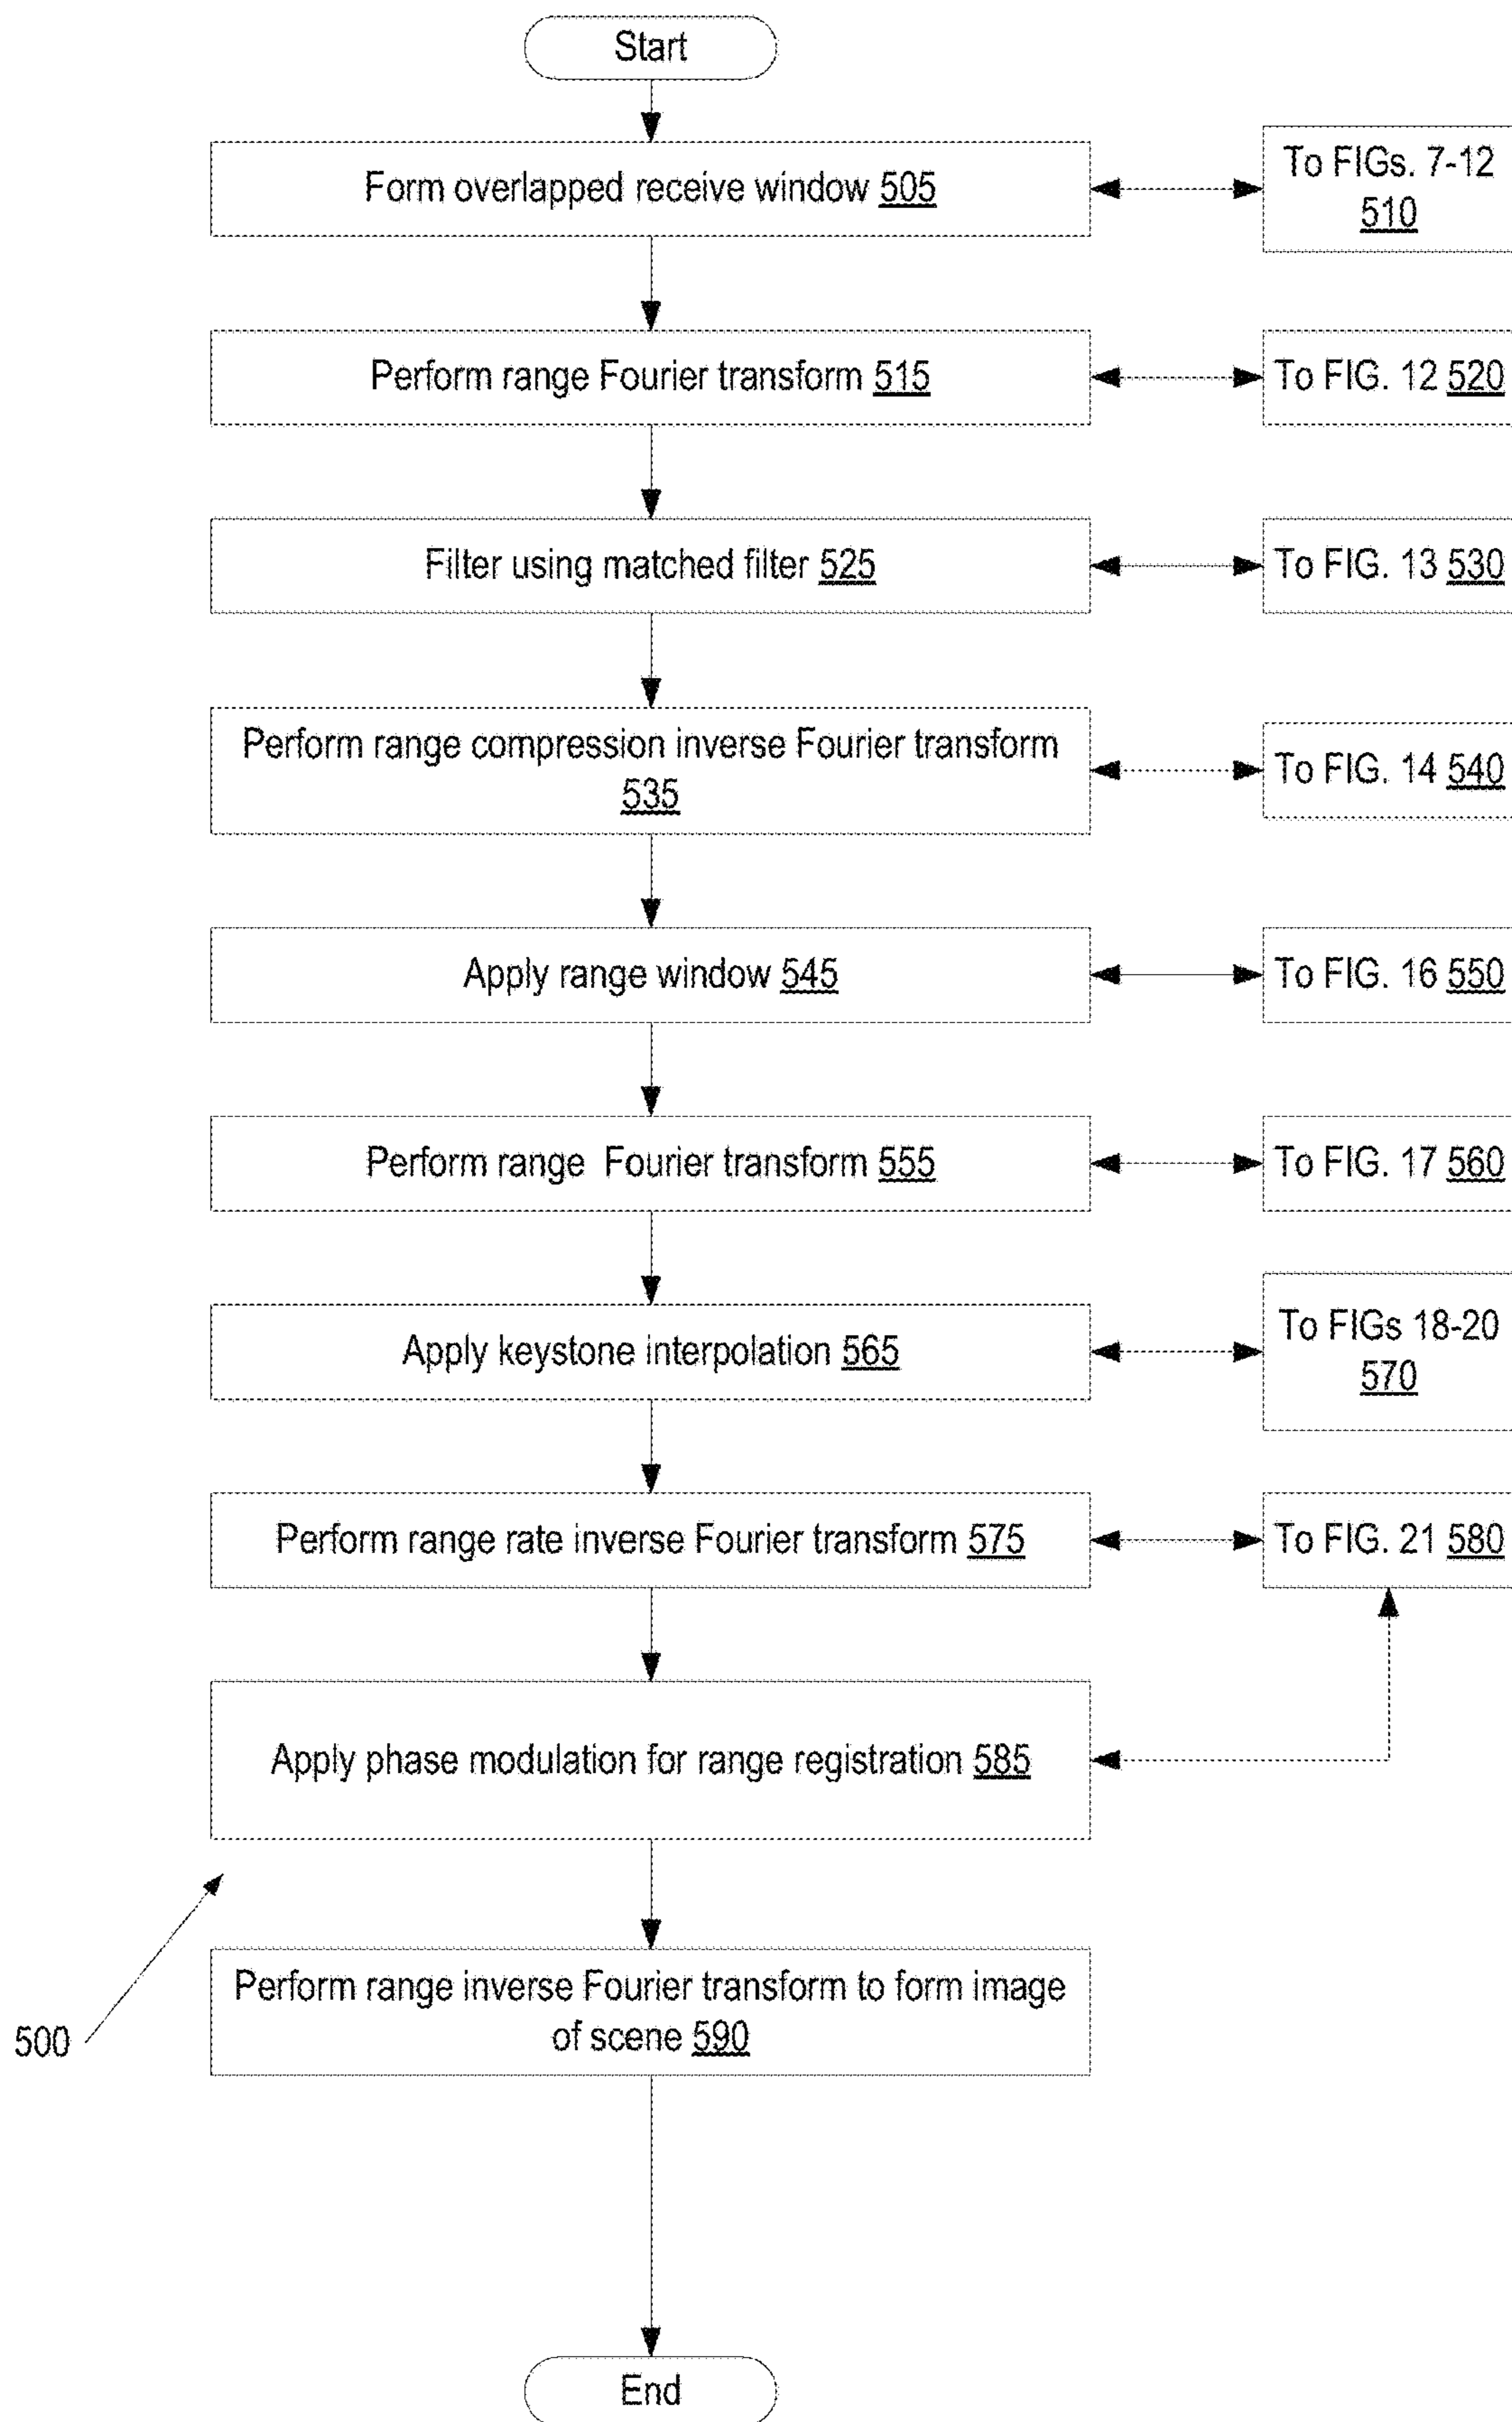 Start
Form overlapped receive window 505
To FIGs. 7-12
510
Perform range Fourier transform 515
To FIG. 12 520
Filter using matched filter 525
To FIG. 13 530
Perform range compression inverse Fourier transform
535
To FIG. 14 540
Apply range window 545
To FIG. 16 550
Perform range Fourier transform 555
To FIG. 17 560
Apply keystone interpolation 565
To FIGs 18-20
570
Perform range rate inverse Fourier transform 575
To FIG. 21 580
Apply phase modulation for range registration 585
Perform range inverse Fourier transform to form image
of scene 590
500
End